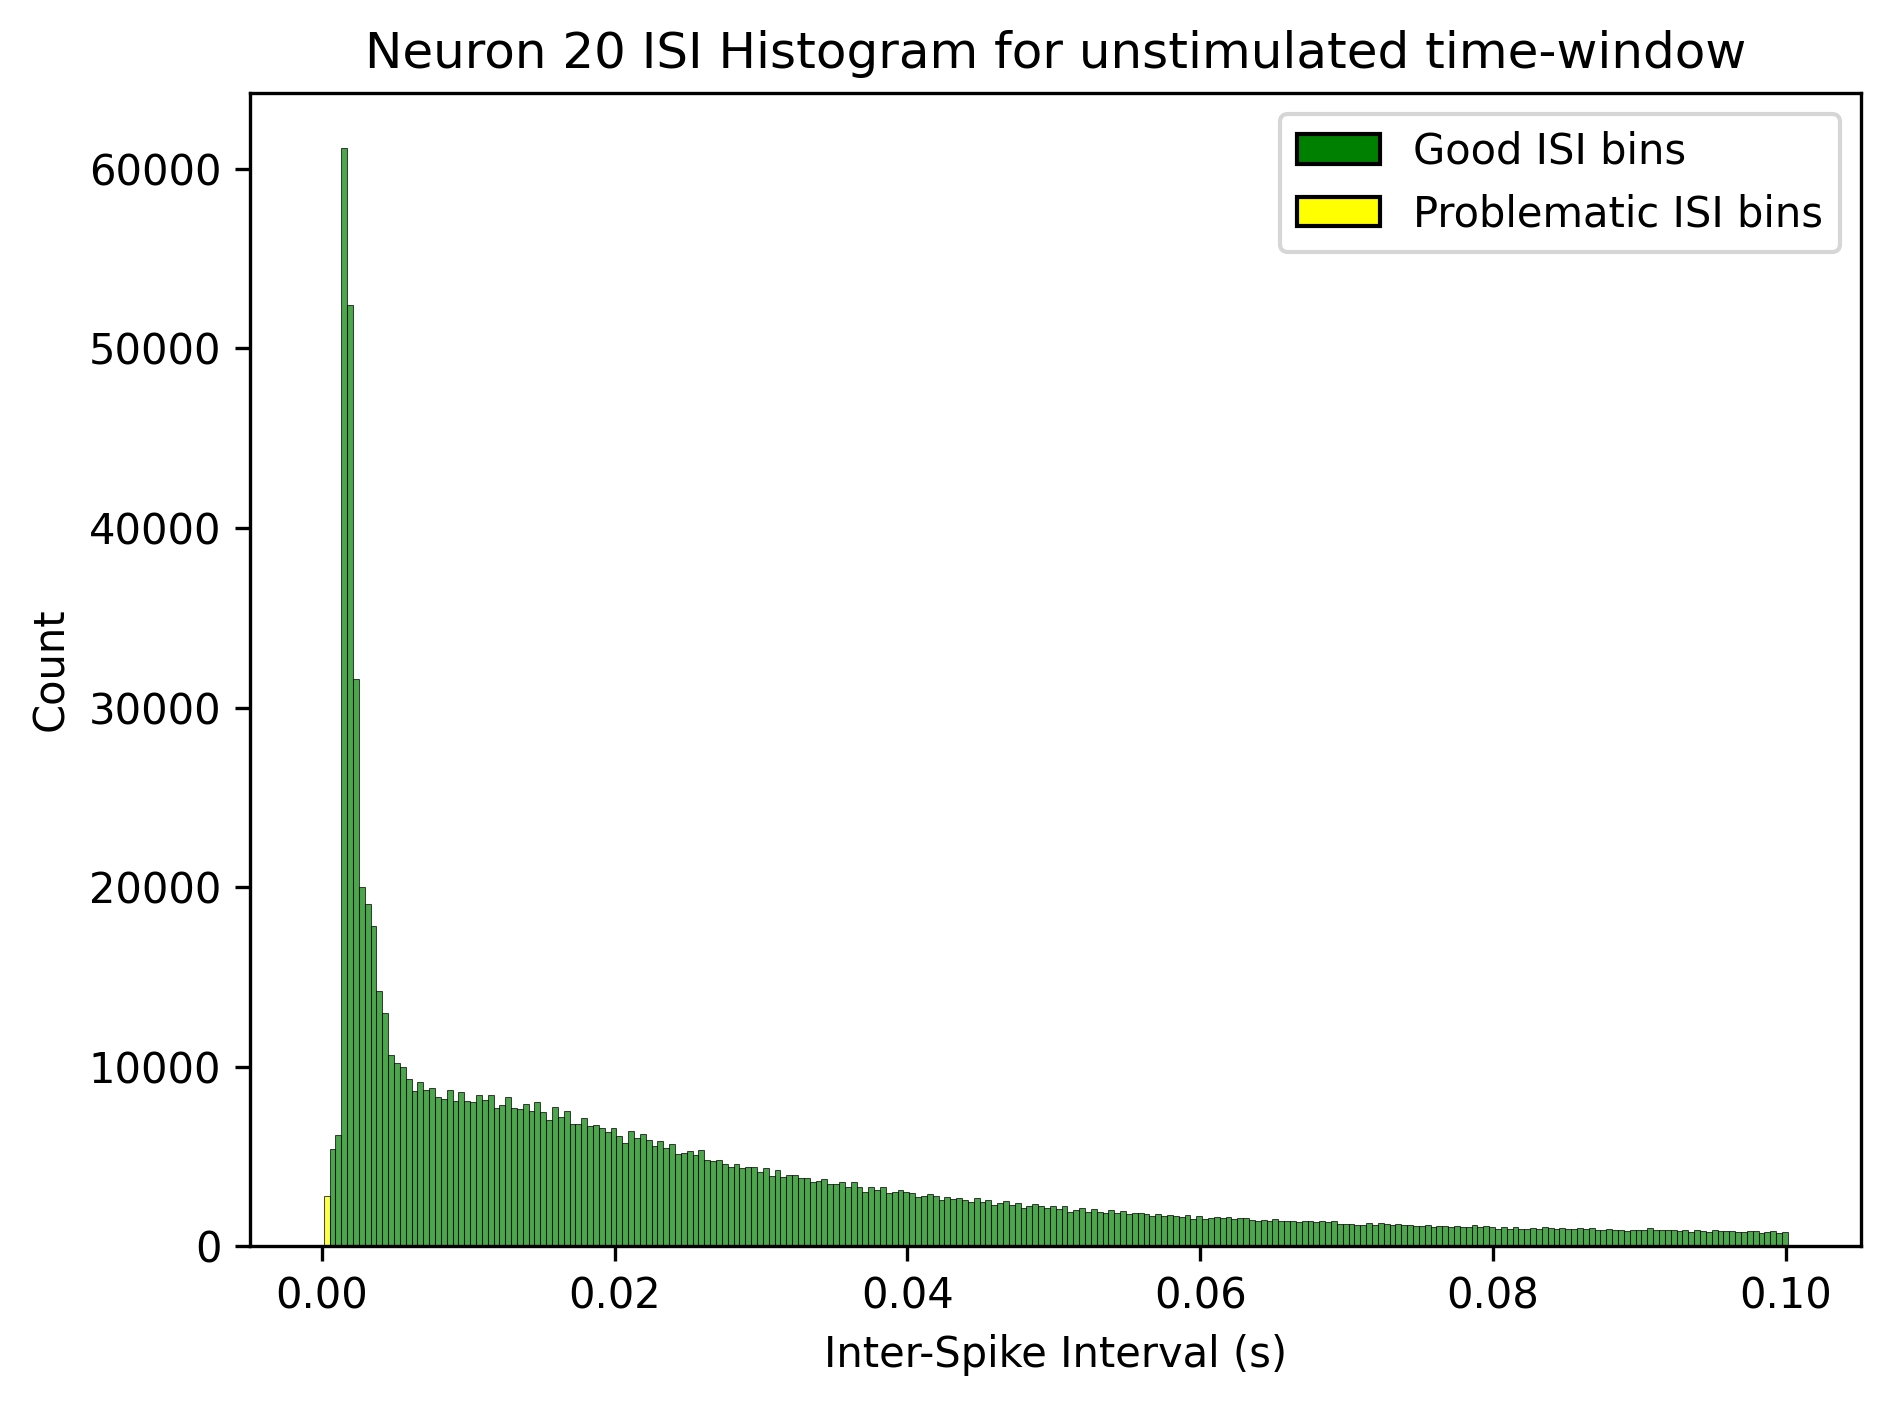 Neuron 20 ISI Histogram for unstimulated time-window
Good ISI bins
Problematic ISI bins
60000
50000
40000
30000
20000
10000
0
Count
0.00 0.02 0.04 0.06 0.08 0.10
Inter-Spike Interval (s)